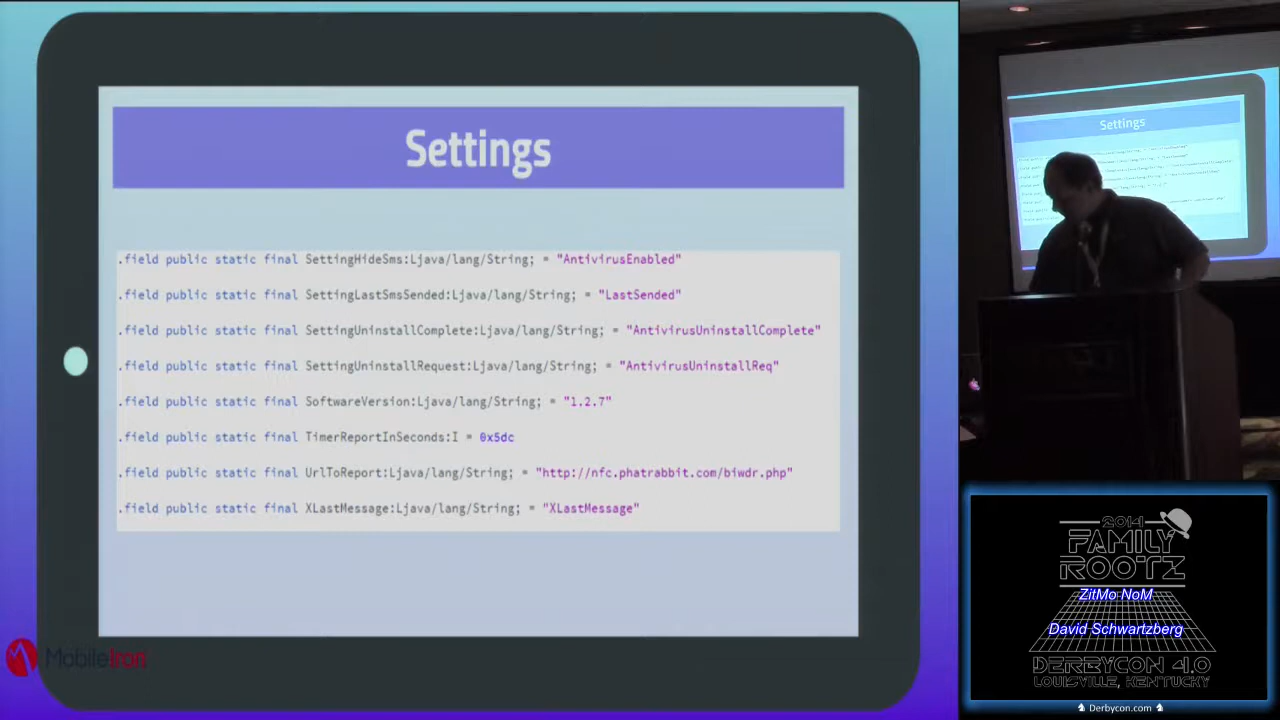 Settings
.field public static final SettingHideSms:Ljava/lang/String; = "AntivirusEnabled"
.field public static final SettingLastSmsSended:Ljava/lang/String; = "LastSended"
.field public static final SettingUninstallComplete:Ljava/lang/String; = "AntivirusUninstallComplete"
.field public static final SettingUninstallRequest:Ljava/lang/String; = "AntivirusUninstallReq"
.field public static final SoftwareVersion:Ljava/lang/String; = "1.2.7"
.field public static final TimerReportInSeconds:I = 0x5dc
.field public static final UrlToReport:Ljava/lang/String; = "http://nfc.phatrabbit.com/biwdr.php"
.field public static final XLastMessage:Ljava/lang/String; = "XLastMessage"
MobileIron
Settings
2014
FAMILY
ROOTZ
ZitMo NoM
David Schwartzberg
DERBYCON 4.0
LOUISVILLE, KENTUCKY
Derbycon.com